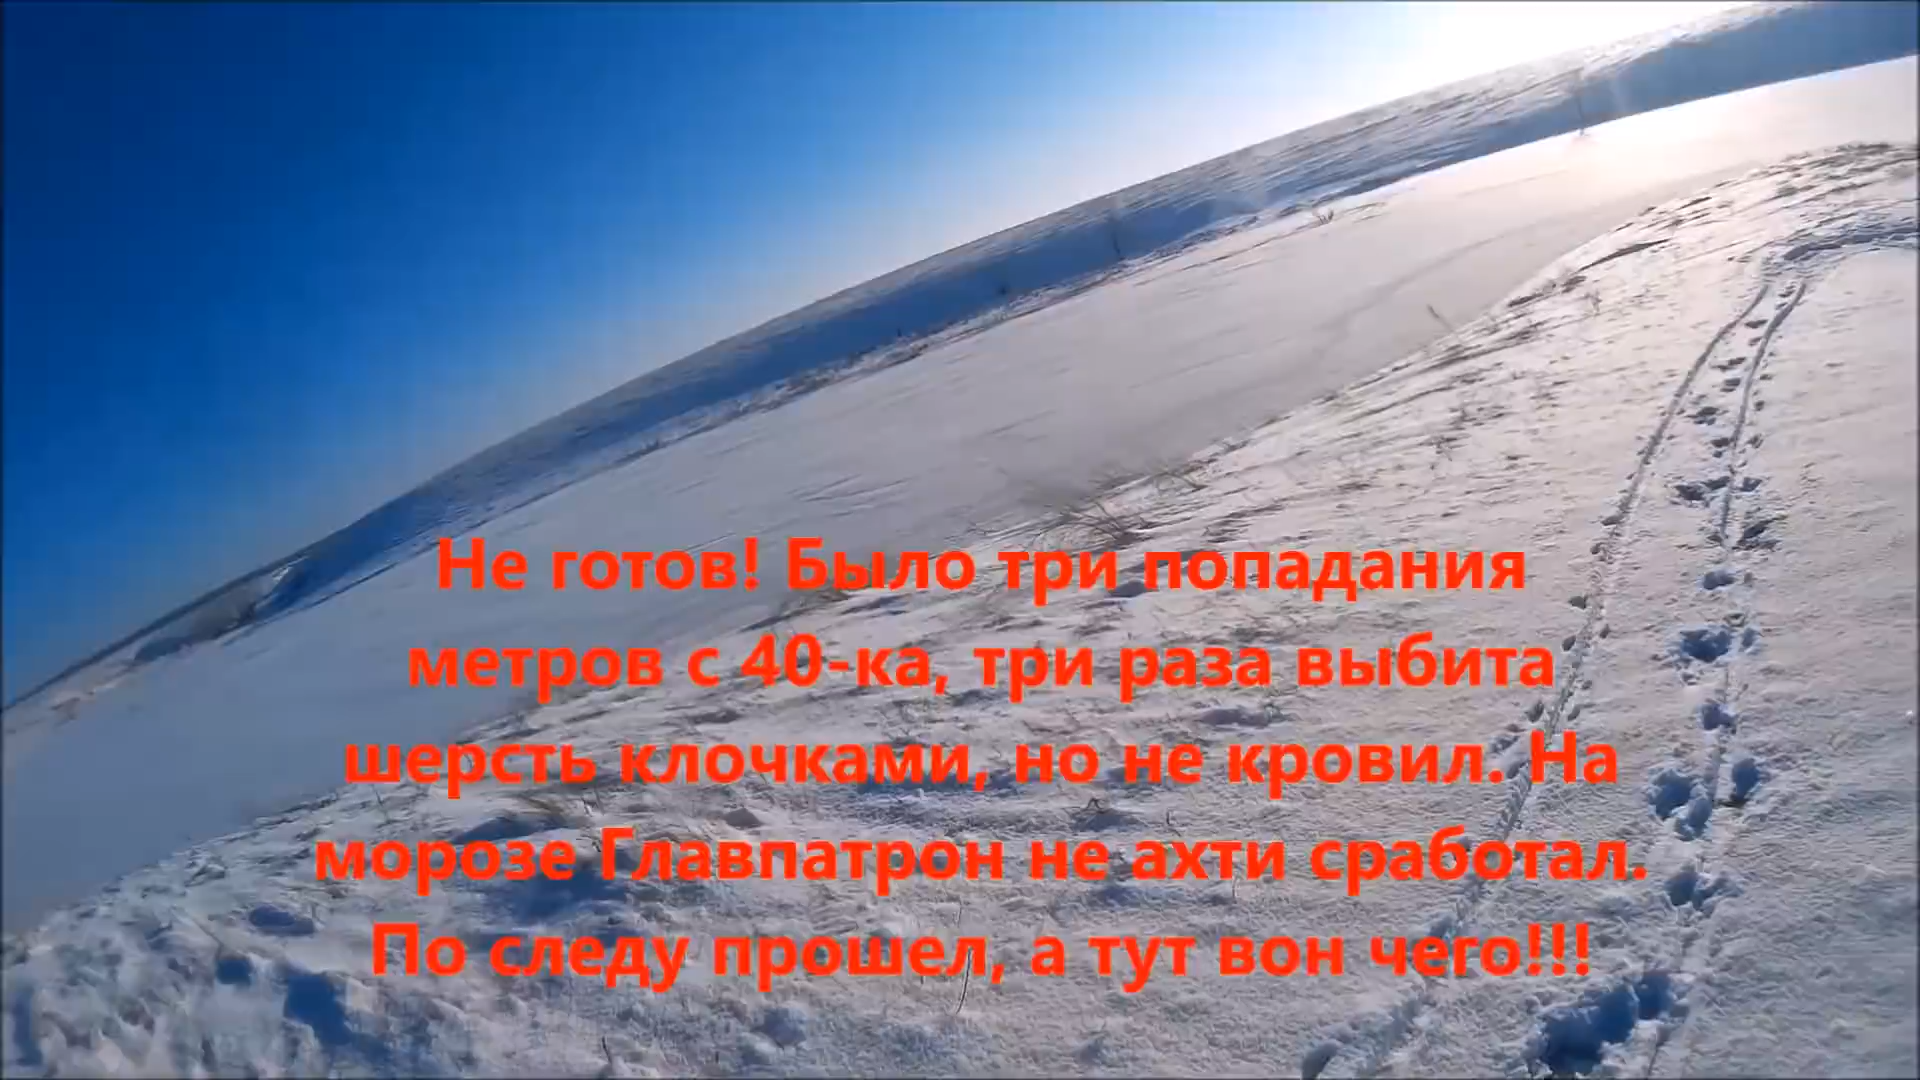 Не готов! Было три попадания
метров с 40-ка, три раза выбита
шерсть клочками, но не кровил. На
морозе Главпатрон не ахти сработал.
По следу прошел, а тут вон чего!!!